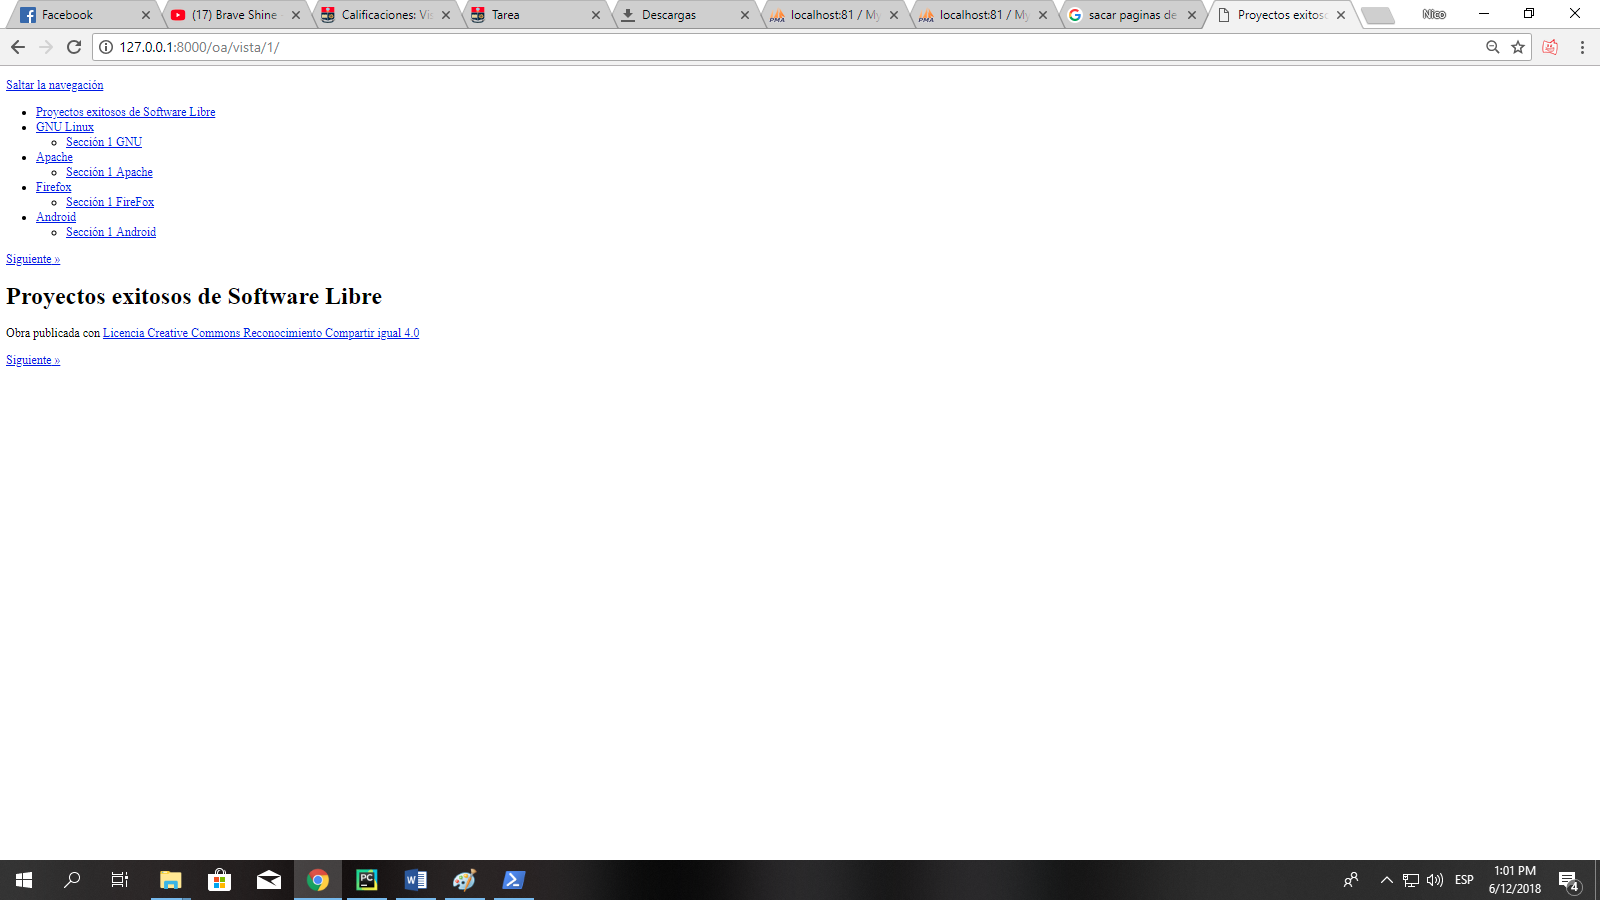 Facebook
(17) Brave Shine -
Calificaciones: Vis
Tarea
Descargas
localhost:81 / My
localhost:81 / My
sacar paginas de
Proyectos exitoso
Nico
127.0.0.1:8000/oa/vista/1/
Saltar la navegación
Proyectos exitosos de Software Libre
GNU Linux
Sección 1 GNU
Apache
Sección 1 Apache
Firefox
Sección 1 FireFox
Android
Sección 1 Android
Siguiente »
Proyectos exitosos de Software Libre
Obra publicada con Licencia Creative Commons Reconocimiento Compartir igual 4.0
Siguiente »
ESP
1:01 PM
6/12/2018
4